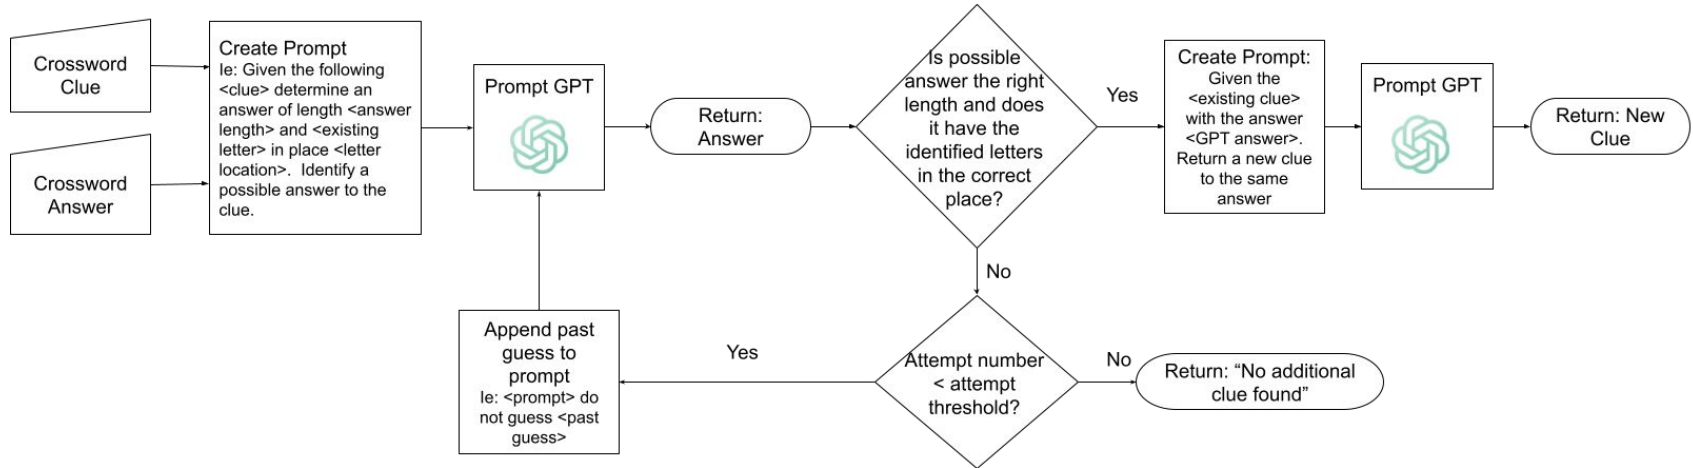 Crossword
Clue
Crossword
Answer
Create Prompt
Ie: Given the following
<clue> determine an
answer of length <answer
length> and <existing
letter> in place <letter
location>.  Identify a
possible answer to the
clue.
Prompt GPT
Return:
Answer
Is possible
answer the right
length and does
it have the
identified letters
in the correct
place?
Yes
Create Prompt:
Given the
<existing clue>
with the answer
<GPT answer>.
Return a new clue
to the same
answer
Prompt GPT
Return: New
Clue
No
Attempt number
< attempt
threshold?
Yes
Append past
guess to
prompt
Ie: <prompt> do
not guess <past
guess>
No
Return: “No additional
clue found”